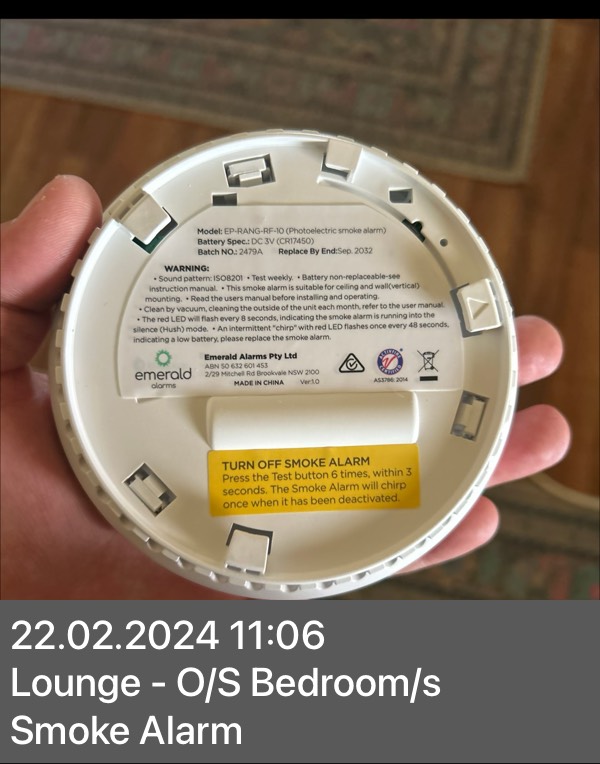 Model: EP-RANG-RF-10 (Photoelectric smoke alarm)
Battery Spec.: DC 3V (CR17450)
Batch NO.: 2479A    Replace By End:Sep. 2032
WARNING:
• Sound pattern: ISO8201 • Test weekly. • Battery non-replaceable-see
instruction manual. • This smoke alarm is suitable for ceiling and wall(vertical)
mounting. • Read the users manual before installing and operating.
• Clean by vacuum, cleaning the outside of the unit each month, refer to the user manual.
• The red LED will flash every 8 seconds, indicating the smoke alarm is running into the
silence (Hush) mode. • An intermittent "chirp" with red LED flashes once every 48 seconds,
indicating a low battery, please replace the smoke alarm.
emerald
alarms
Emerald Alarms Pty Ltd
ABN 50 632 601 453
2/29 Mitchell Rd Brookvale NSW 2100
MADE IN CHINA    Ver:1.0
AS3786: 2014
TURN OFF SMOKE ALARM
Press the Test button 6 times, within 3
seconds. The Smoke Alarm will chirp
once when it has been deactivated.
22.02.2024 11:06
Lounge - O/S Bedroom/s
Smoke Alarm